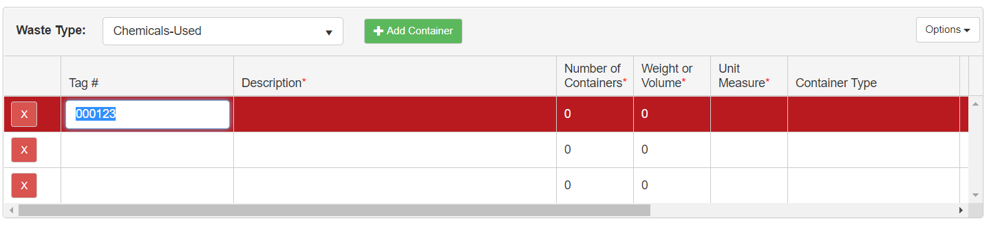 Waste Type: Chemicals-Used Add Container Options
Tag # Description* Number of Containers* Weight or Volume* Unit Measure* Container Type
X 000123 0 0
X 0 0
X 0 0